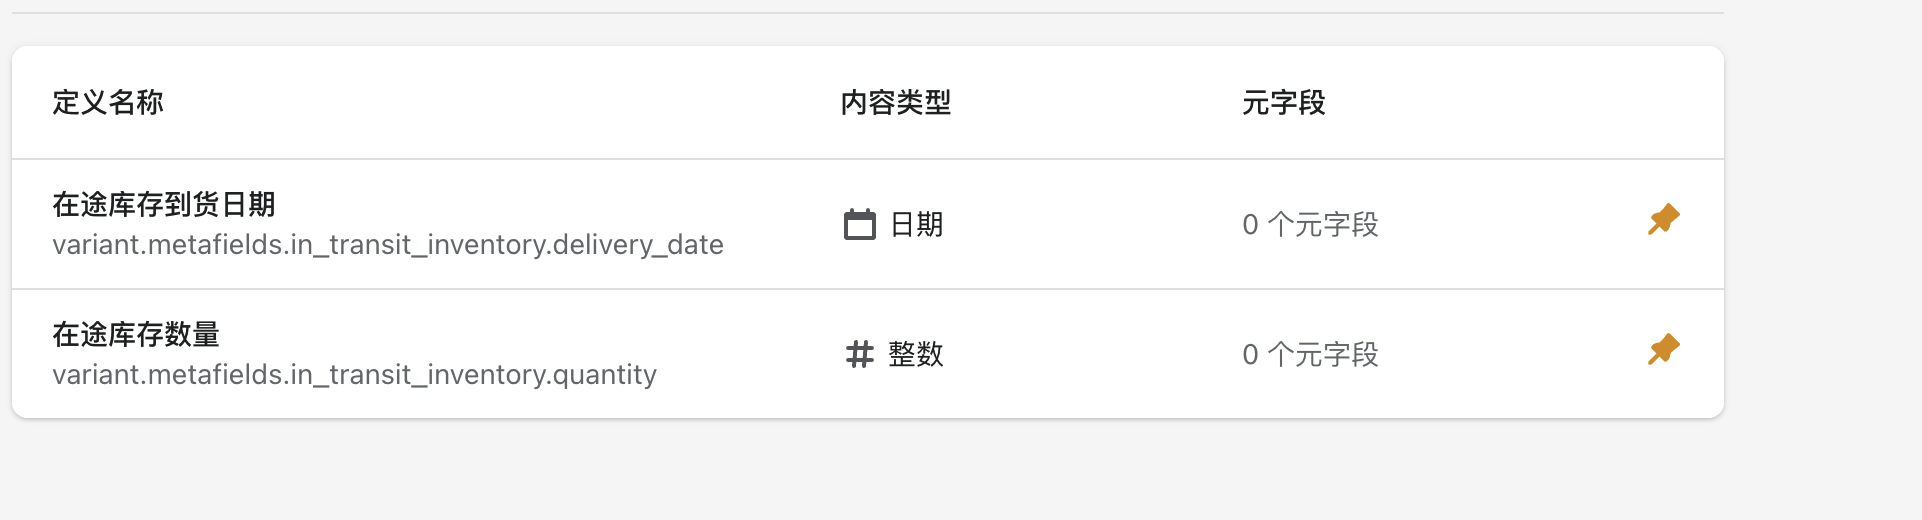 定义名称
内容类型
元字段
在途库存到货日期
variant.metafields.in_transit_inventory.delivery_date
日期
0 个元字段
在途库存数量
variant.metafields.in_transit_inventory.quantity
整数
0 个元字段